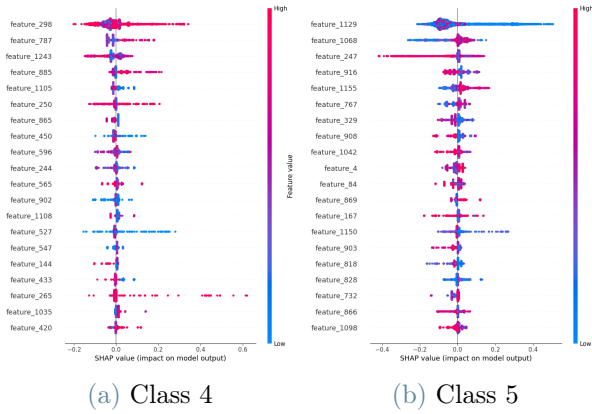 High
feature_298
feature_787
feature_1243
feature_885
feature_1105
feature_250
feature_865
feature_450
feature_596
feature_244
feature_565
feature_902
feature_1108
feature_527
feature_547
feature_144
feature_433
feature_265
feature_1035
feature_420
Feature value
Low
−0.2 0.0 0.2 0.4 0.6
SHAP value (impact on model output)
(a) Class 4
High
feature_1129
feature_1068
feature_247
feature_916
feature_1155
feature_767
feature_329
feature_908
feature_1042
feature_4
feature_84
feature_869
feature_167
feature_1150
feature_903
feature_818
feature_828
feature_732
feature_866
feature_1098
Low
−0.4 −0.2 0.0 0.2 0.4
SHAP value (impact on model output)
(b) Class 5